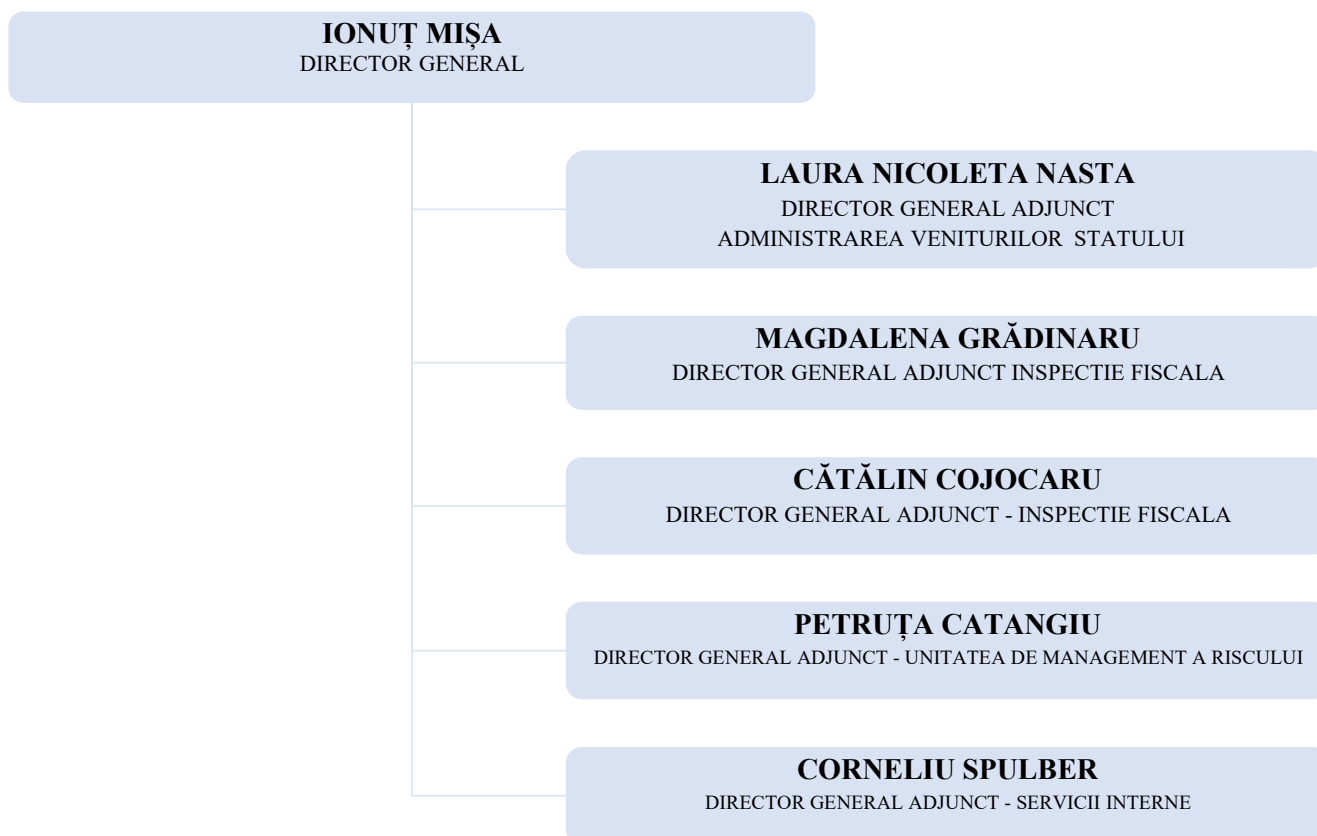 IONUȚ MIȘA
DIRECTOR GENERAL
LAURA NICOLETA NASTA
DIRECTOR GENERAL ADJUNCT
ADMINISTRAREA VENITURILOR STATULUI
MAGDALENA GRĂDINARU
DIRECTOR GENERAL ADJUNCT INSPECTIE FISCALA
CĂTĂLIN COJOCARU
DIRECTOR GENERAL ADJUNCT - INSPECTIE FISCALA
PETRUȚA CATANGIU
DIRECTOR GENERAL ADJUNCT - UNITATEA DE MANAGEMENT A RISCULUI
CORNELIU SPULBER
DIRECTOR GENERAL ADJUNCT - SERVICII INTERNE